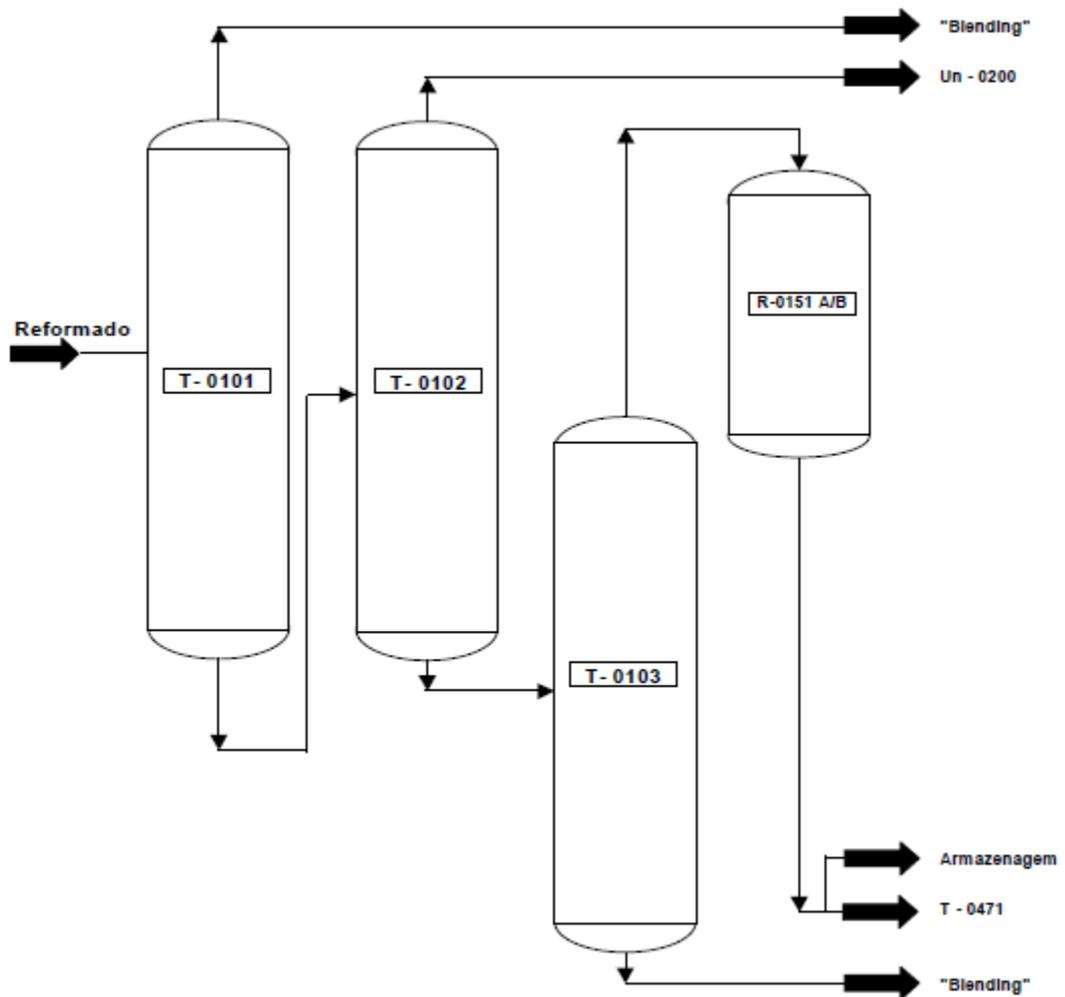 "Blending"
Un - 0200
R-0151 A/B
Reformado
T- 0101
T- 0102
T- 0103
Armazenagem
T - 0471
"Blending"